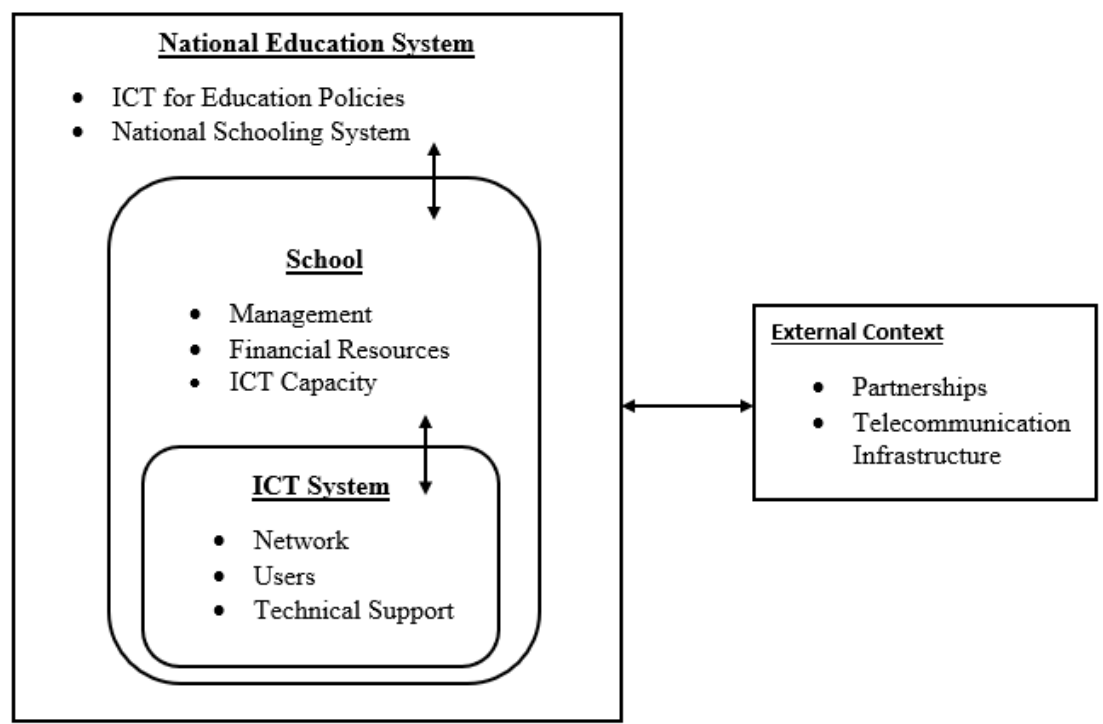 National Education System
• ICT for Education Policies
• National Schooling System
School
• Management
• Financial Resources
• ICT Capacity
ICT System
• Network
• Users
• Technical Support
External Context
• Partnerships
• Telecommunication
Infrastructure